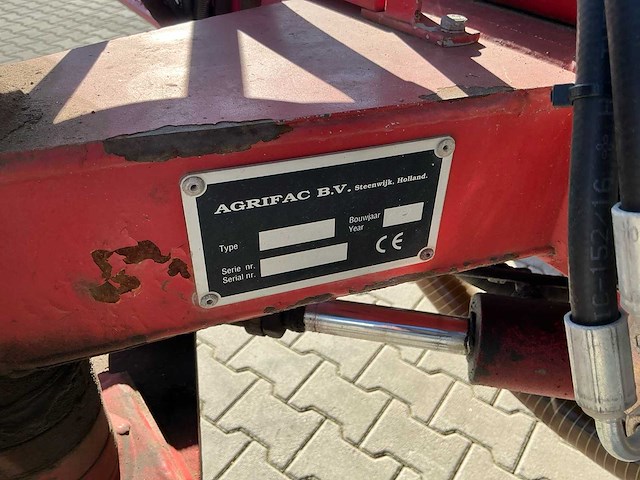 AGRIFAC B.V. Steenwijk, Holland.
Type
Bouwjaar
Year
Serie nr.
Serial nr.
CE